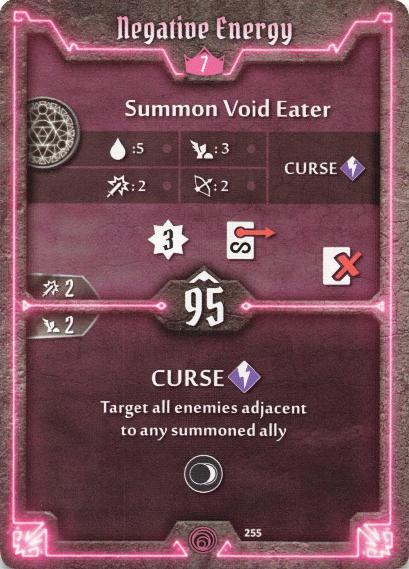 Negative Energy
7
Summon Void Eater
:5 :3
CURSE
:2 :2
3
2
95
2
CURSE
Target all enemies adjacent
to any summoned ally
255